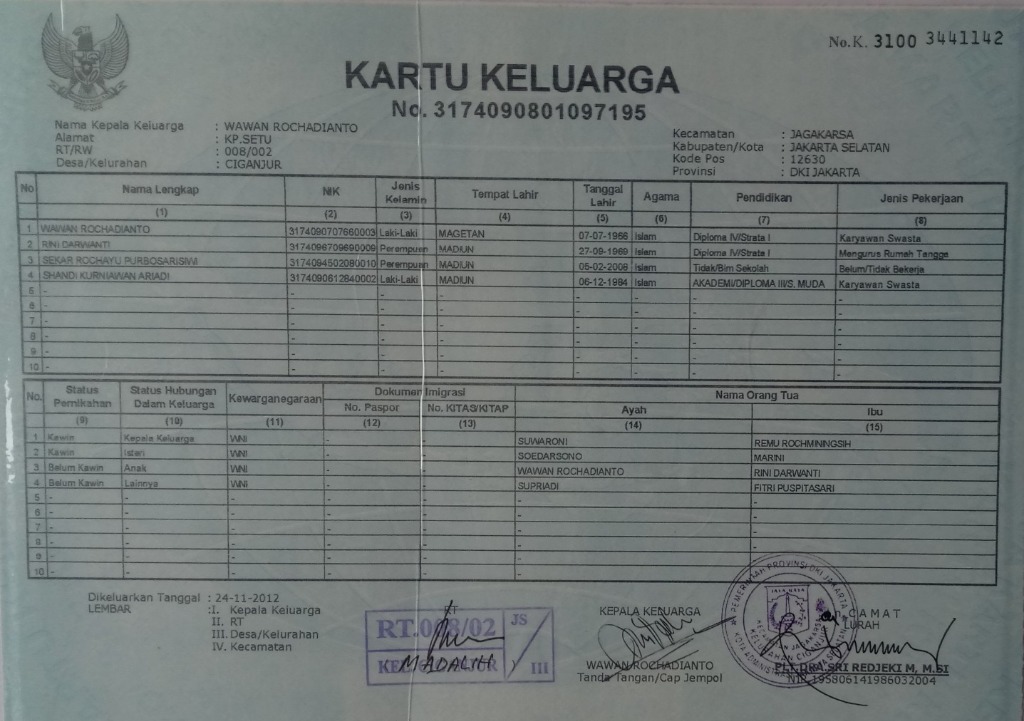 No.K. 3100 3441142
KARTU KELUARGA
No. 3174090801097195
Nama Kepala Keluarga : WAWAN ROCHADIANTO
Alamat : KP.SETU
RT/RW : 008/002
Desa/Kelurahan : CIGANJUR
Kecamatan : JAGAKARSA
Kabupaten/Kota : JAKARTA SELATAN
Kode Pos : 12630
Provinsi : DKI JAKARTA
No Nama Lengkap NIK Jenis Kelamin Tempat Lahir Tanggal Lahir Agama Pendidikan Jenis Pekerjaan
(1) (2) (3) (4) (5) (6) (7) (8)
1 WAWAN ROCHADIANTO 3174090707660003 Laki-Laki MAGETAN 07-07-1966 Islam Diploma IV/Strata I Karyawan Swasta
2 RINI DARWANTI 3174096709690009 Perempuan MADIUN 27-09-1969 Islam Diploma IV/Strata I Mengurus Rumah Tangga
3 SEKAR ROCHAYU PURBOSARISIWI 3174094502080010 Perempuan MADIUN 05-02-2008 Islam Tidak/Blm Sekolah Belum/Tidak Bekerja
4 SHANDI KURNIAWAN ARIADI 3174090612840002 Laki-Laki MADIUN 06-12-1984 Islam AKADEMI/DIPLOMA III/S. MUDA Karyawan Swasta
5 - - - - - - - -
6 - - - - - - - -
7 - - - - - - - -
8 - - - - - - - -
9 - - - - - - - -
10 - - - - - - - -
No. Status Pernikahan Status Hubungan Dalam Keluarga Kewarganegaraan Dokumen Imigrasi Nama Orang Tua
No. Paspor No. KITAS/KITAP Ayah Ibu
(9) (10) (11) (12) (13) (14) (15)
1 Kawin Kepala Keluarga WNI - - SUWARONI REMU ROCHMININGSIH
2 Kawin Isteri WNI - - SOEDARSONO MARINI
3 Belum Kawin Anak WNI - - WAWAN ROCHADIANTO RINI DARWANTI
4 Belum Kawin Lainnya WNI - - SUPRIADI FITRI PUSPITASARI
5 - - - - - - -
6 - - - - - - -
7 - - - - - - -
8 - - - - - - -
9 - - - - - - -
10 - - - - - - -
Dikeluarkan Tanggal : 24-11-2012
LEMBAR :I. Kepala Keluarga
II. RT
III. Desa/Kelurahan
IV. Kecamatan
RT
RT.008/02
JS / III
KEPALA KELUARGA
WAWAN ROCHADIANTO
Tanda Tangan/Cap Jempol
PEMERINTAH PROVINSI DKI JAKARTA
JAYA RAYA
KELURAHAN CIGANJUR
CAMAT
LURAH
SRI REDJEKI M, M.SI
NIP. 195806141986032004